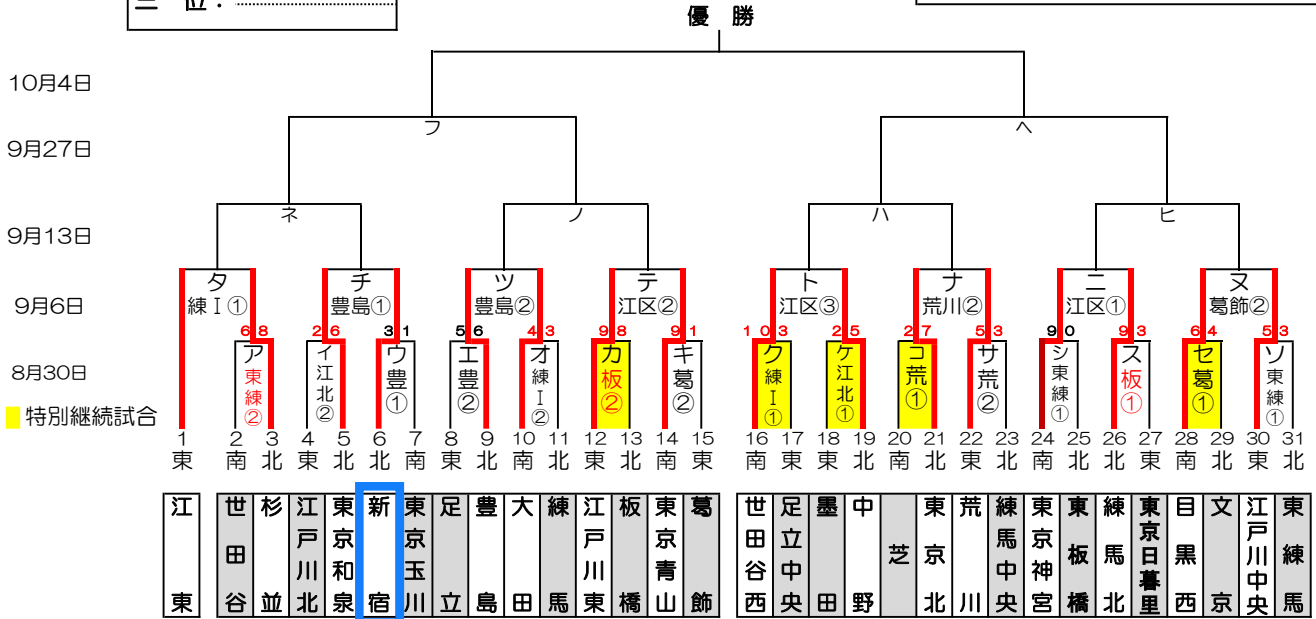 三 位：
優 勝
10月4日
フ
ヘ
9月27日
ネ
ノ
ハ
ヒ
9月13日
タ チ ツ テ ト ナ ニ ヌ
9月6日
練Ⅰ① 豊島① 豊島② 江区② 江区③ 荒川② 江区① 葛飾②
6 8 2 6 3 1 5 6 4 3 9 8 9 1 10 3 2 5 2 7 5 3 9 0 9 3 6 4 5 3
8月30日
ア東練② イ江北② ウ豊① エ豊② オ練Ⅰ② カ板② キ葛② ク練Ⅰ① ケ江北① コ荒① サ荒② シ東練① ス板① セ葛① ソ東練①
特別継続試合
1 2 3 4 5 6 7 8 9 10 11 12 13 14 15 16 17 18 19 20 21 22 23 24 25 26 27 28 29 30 31
東 南 北 東 北 北 南 東 北 南 東 東 北 南 東 南 東 東 北 南 北 東 北 南 北 北 南 南 北 東 北
江東
世田谷
杉並
江戸川北
東京和泉
新宿
東京玉川
足立
豊島
大田
練馬
江戸川東
板橋
東京青山
葛飾
世田谷西
足立中央
墨田
中野
芝
東京北
荒川
練馬中央
東京神宮
東板橋
練馬北
東京日暮里
目黒西
文京
江戸川中央
東練馬